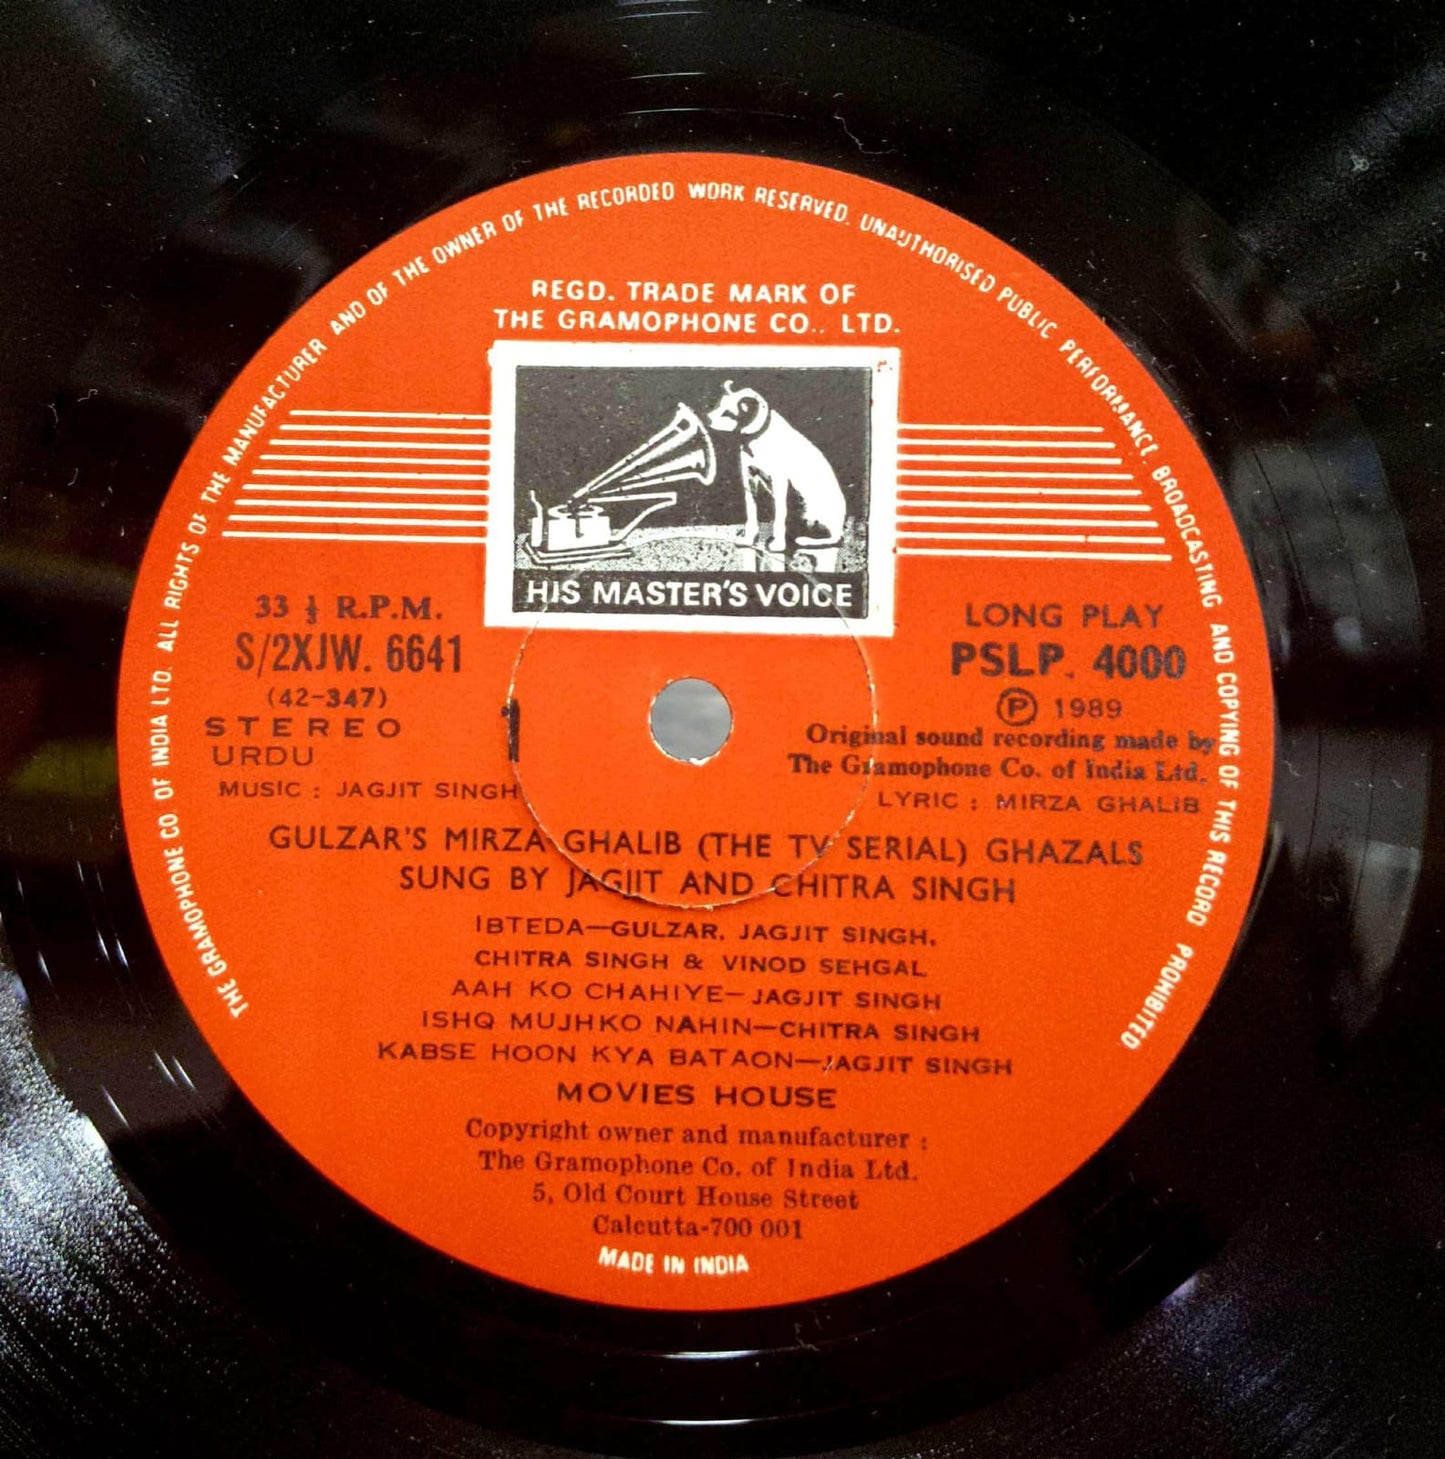 THE GRAMOPHONE CO OF INDIA LTD. ALL RIGHTS OF THE MANUFACTURER AND OF THE OWNER OF THE RECORDED WORK RESERVED. UNAUTHORISED PUBLIC PERFORMANCE. BROADCASTING AND COPYING OF THIS RECORD PROHIBITED.
REGD. TRADE MARK OF
THE GRAMOPHONE CO., LTD.
HIS MASTER'S VOICE
33 ⅓ R.P.M.
S/2XJW. 6641
(42-347)
STEREO
URDU
MUSIC : JAGJIT SINGH
1
LONG PLAY
PSLP. 4000
Ⓟ 1989
Original sound recording made by
The Gramophone Co. of India Ltd.
LYRIC : MIRZA GHALIB
GULZAR'S MIRZA GHALIB (THE TV SERIAL) GHAZALS
SUNG BY JAGJIT AND CHITRA SINGH
IBTEDA—GULZAR, JAGJIT SINGH,
CHITRA SINGH & VINOD SEHGAL
AAH KO CHAHIYE—JAGJIT SINGH
ISHQ MUJHKO NAHIN—CHITRA SINGH
KABSE HOON KYA BATAON—JAGJIT SINGH
MOVIES HOUSE
Copyright owner and manufacturer :
The Gramophone Co. of India Ltd.
5, Old Court House Street
Calcutta-700 001
MADE IN INDIA